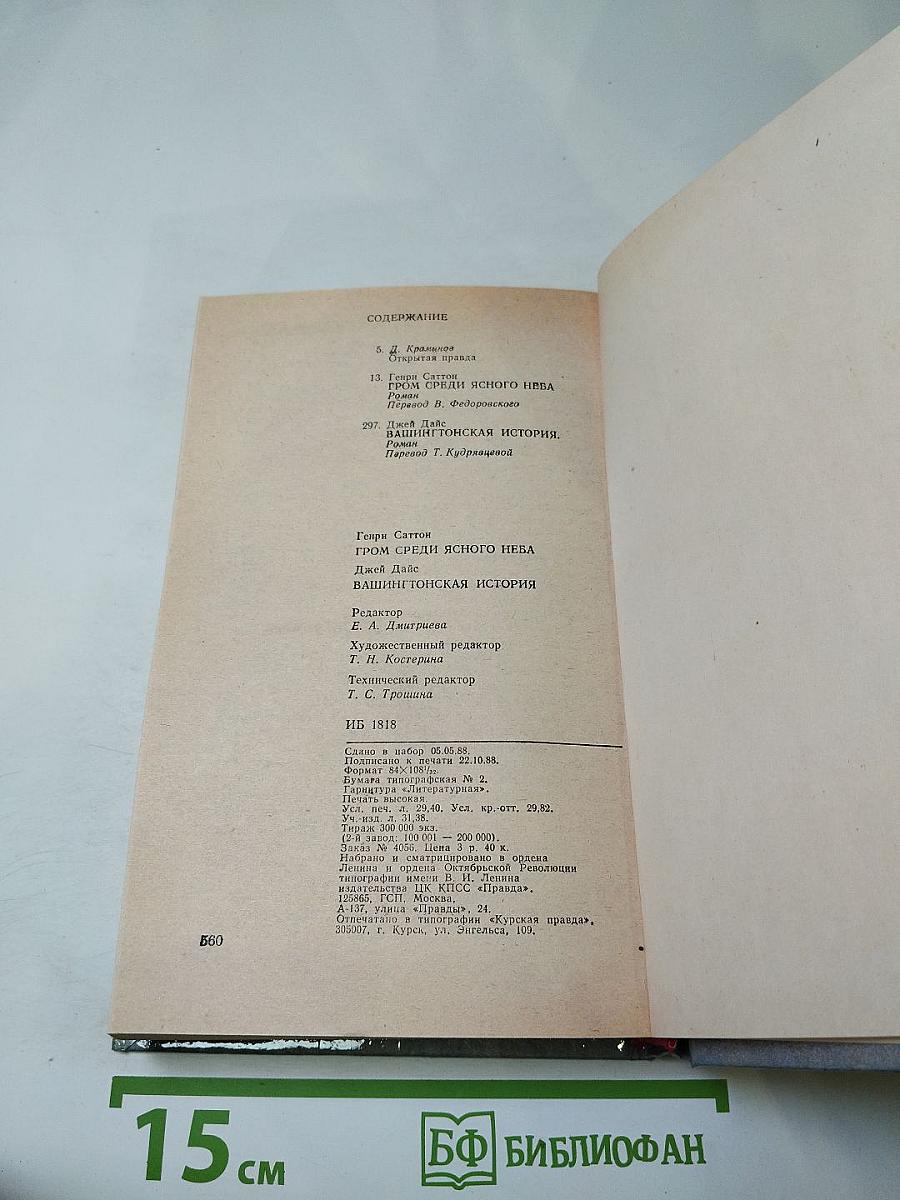 СОДЕРЖАНИЕ
5. Д. Краминов
Открытая правда
13. Генри Саттон
ГРОМ СРЕДИ ЯСНОГО НЕБА
Роман
Перевод В. Федоровского
297. Джей Дайс
ВАШИНГТОНСКАЯ ИСТОРИЯ.
Роман
Перевод Т. Кудрявцевой
Генри Саттон
ГРОМ СРЕДИ ЯСНОГО НЕБА
Джей Дайс
ВАШИНГТОНСКАЯ ИСТОРИЯ
Редактор
Е. А. Дмитриева
Художественный редактор
Т. Н. Костерина
Технический редактор
Т. С. Трошина
ИБ 1818
Сдано в набор 05.05.88.
Подписано к печати 22.10.88.
Формат 84×108¹/₃₂.
Бумага типографская № 2.
Гарнитура «Литературная».
Печать высокая.
Усл. печ. л. 29,40. Усл. кр.-отт. 29,82.
Уч.-изд. л. 31,38.
Тираж 300 000 экз.
(2-й завод: 100 001 — 200 000).
Заказ № 4056. Цена 3 р. 40 к.
Набрано и сматрицировано в ордена
Ленина и ордена Октябрьской Революции
типографии имени В. И. Ленина
издательства ЦК КПСС «Правда».
125865, ГСП, Москва,
А-137, улица «Правды», 24.
Отпечатано в типографии «Курская правда».
305007, г. Курск, ул. Энгельса, 109.
560
15 см
БФ БИБЛИОФАН